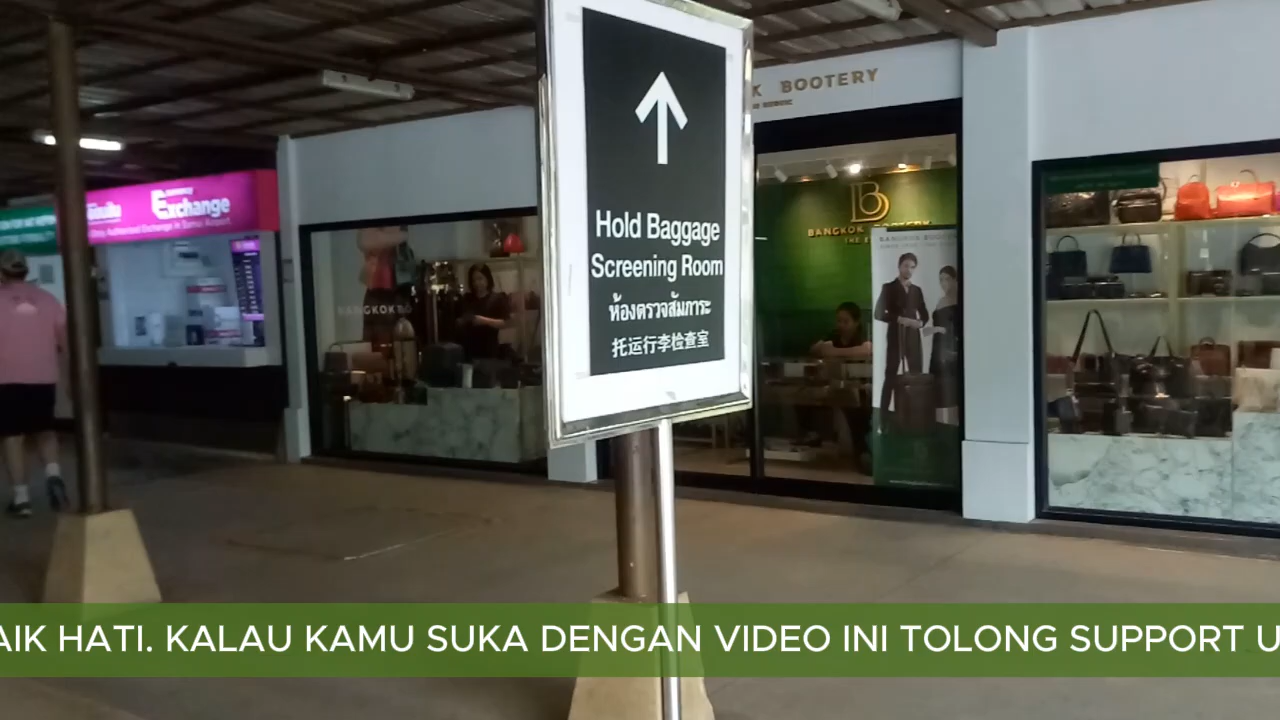 Hold Baggage
Screening Room
ห้องตรวจสัมภาระ
托运行李检查室
K BOOTERY
BANGKOK BOOTERY
BANGKOK
Exchange
AIK HATI. KALAU KAMU SUKA DENGAN VIDEO INI TOLONG SUPPORT U